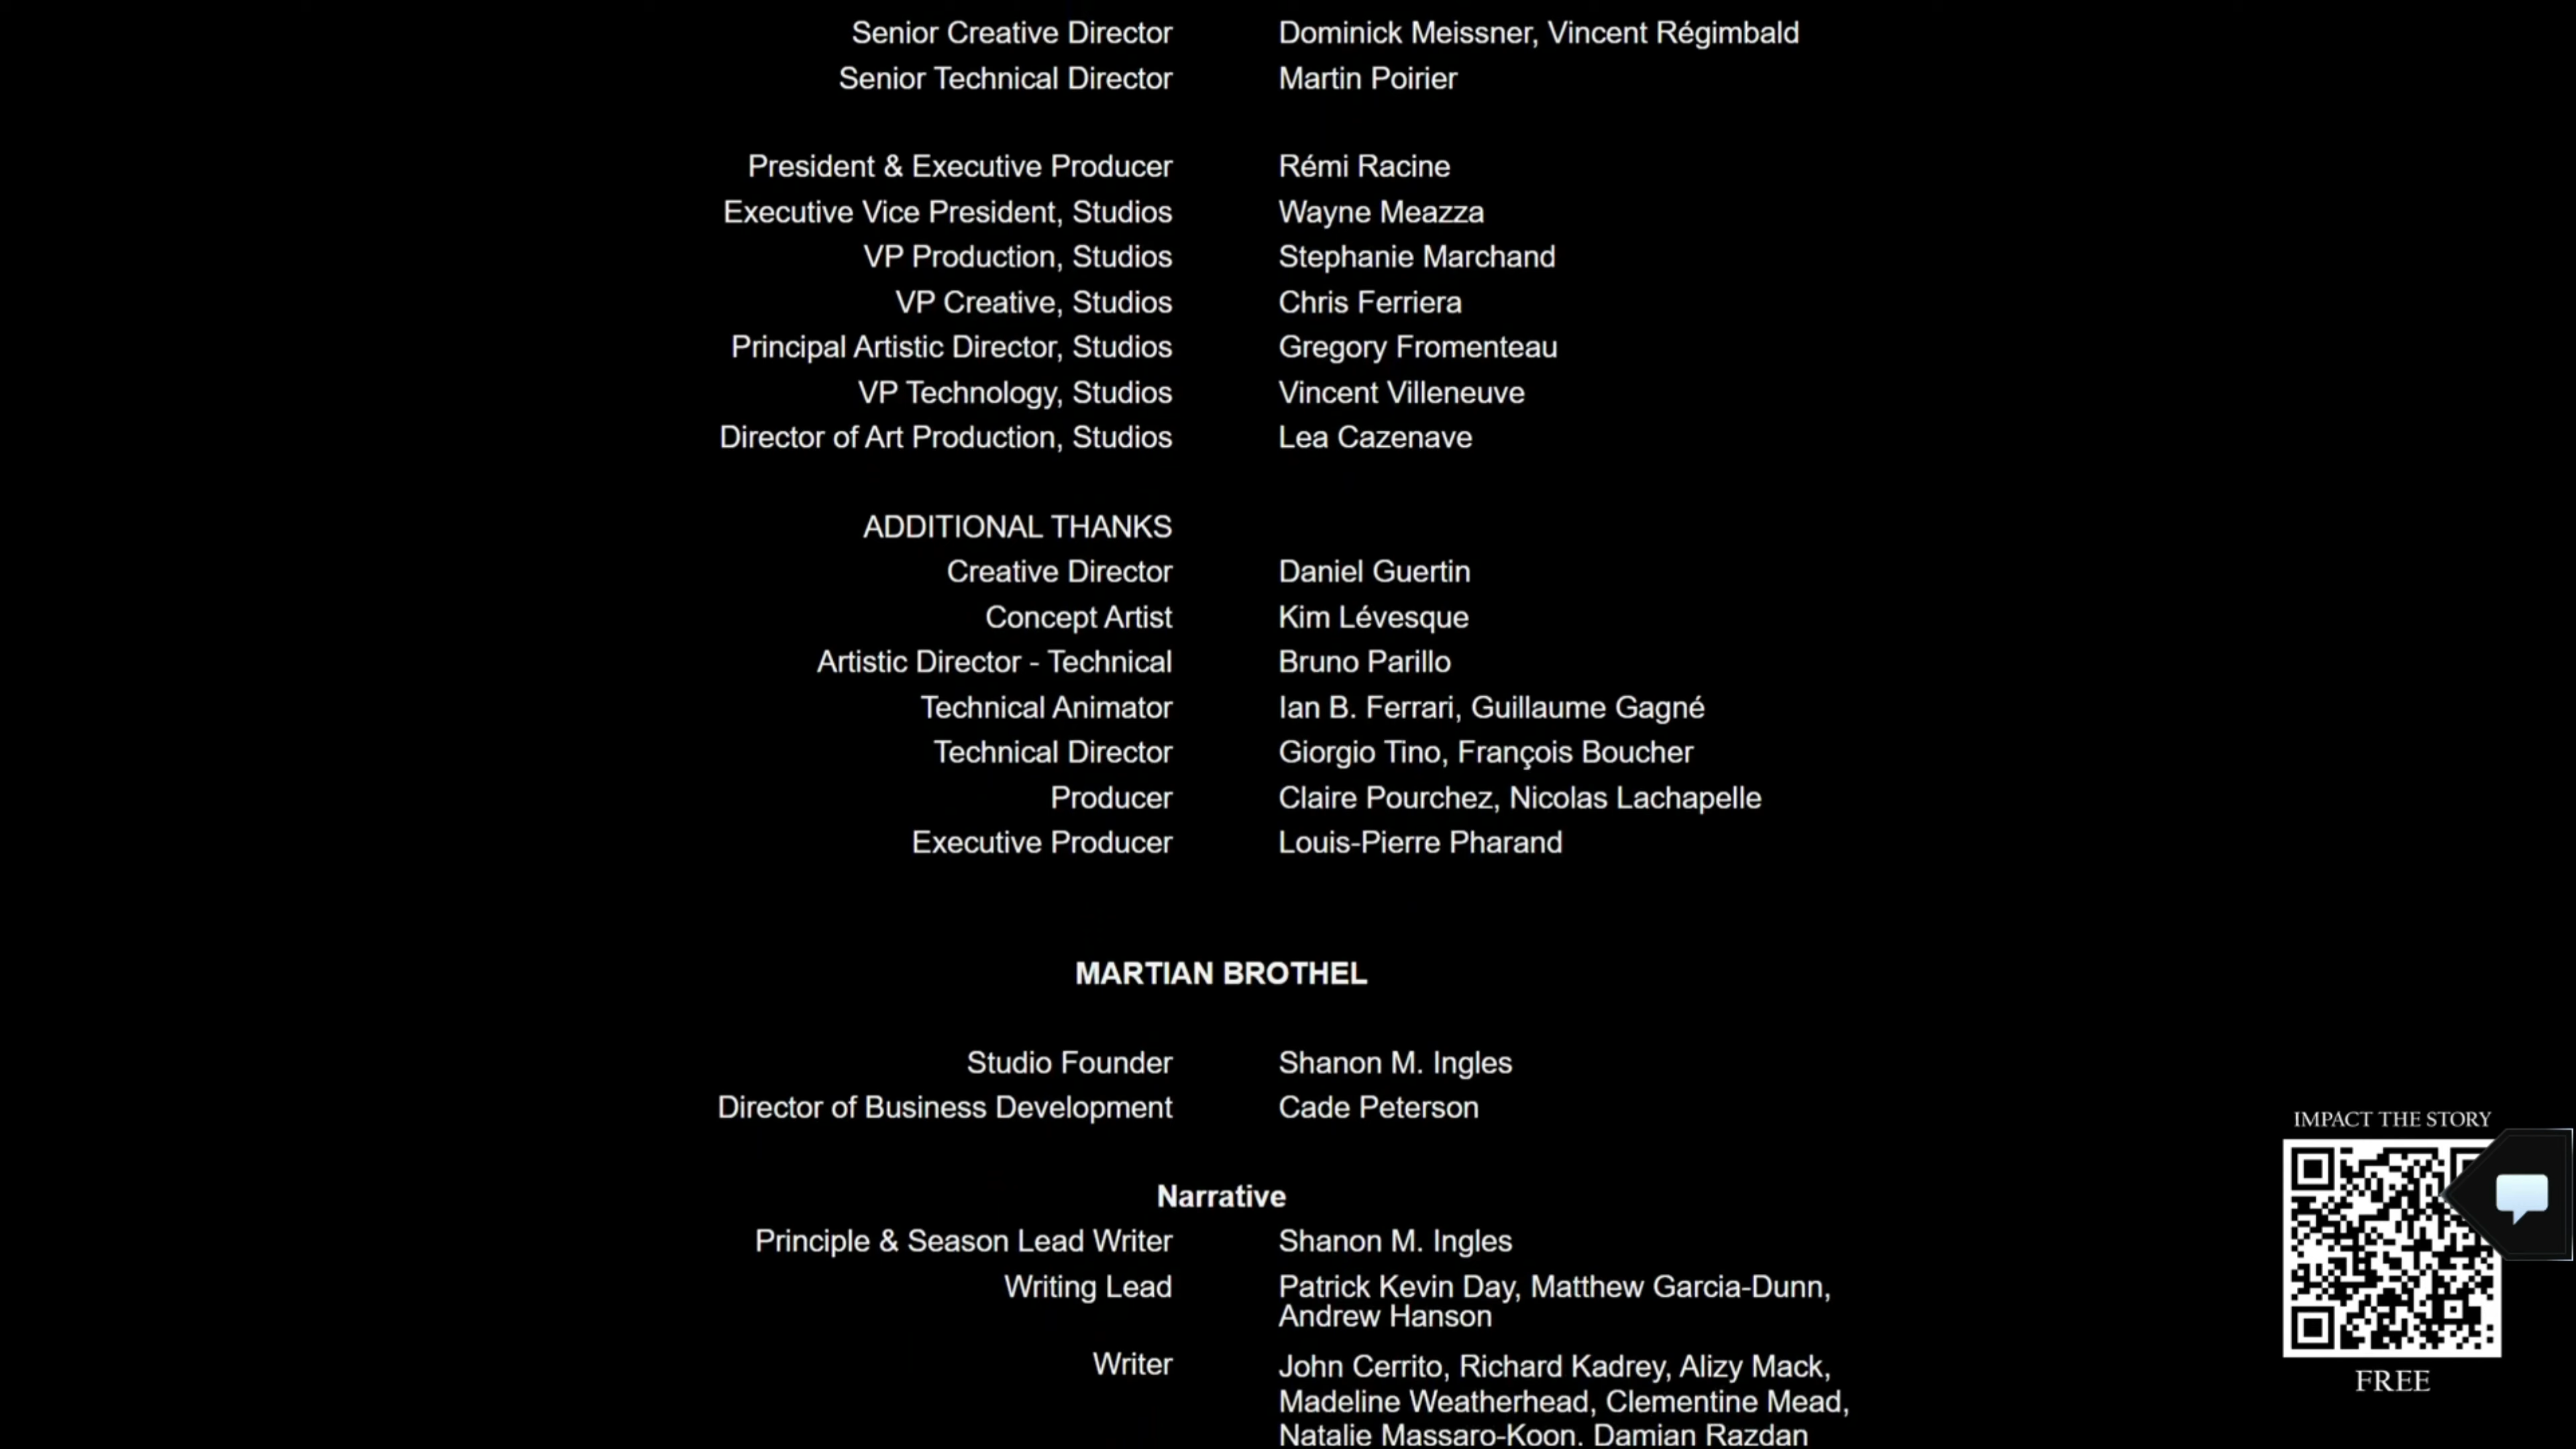 Senior Creative Director Dominick Meissner, Vincent Régimbald
Senior Technical Director Martin Poirier
President & Executive Producer Rémi Racine
Executive Vice President, Studios Wayne Meazza
VP Production, Studios Stephanie Marchand
VP Creative, Studios Chris Ferriera
Principal Artistic Director, Studios Gregory Fromenteau
VP Technology, Studios Vincent Villeneuve
Director of Art Production, Studios Lea Cazenave
ADDITIONAL THANKS
Creative Director Daniel Guertin
Concept Artist Kim Lévesque
Artistic Director - Technical Bruno Parillo
Technical Animator Ian B. Ferrari, Guillaume Gagné
Technical Director Giorgio Tino, François Boucher
Producer Claire Pourchez, Nicolas Lachapelle
Executive Producer Louis-Pierre Pharand
MARTIAN BROTHEL
Studio Founder Shanon M. Ingles
Director of Business Development Cade Peterson
Narrative
Principle & Season Lead Writer Shanon M. Ingles
Writing Lead Patrick Kevin Day, Matthew Garcia-Dunn,
Andrew Hanson
Writer John Cerrito, Richard Kadrey, Alizy Mack,
Madeline Weatherhead, Clementine Mead,
Natalie Massaro-Koon, Damian Razdan
IMPACT THE STORY
FREE